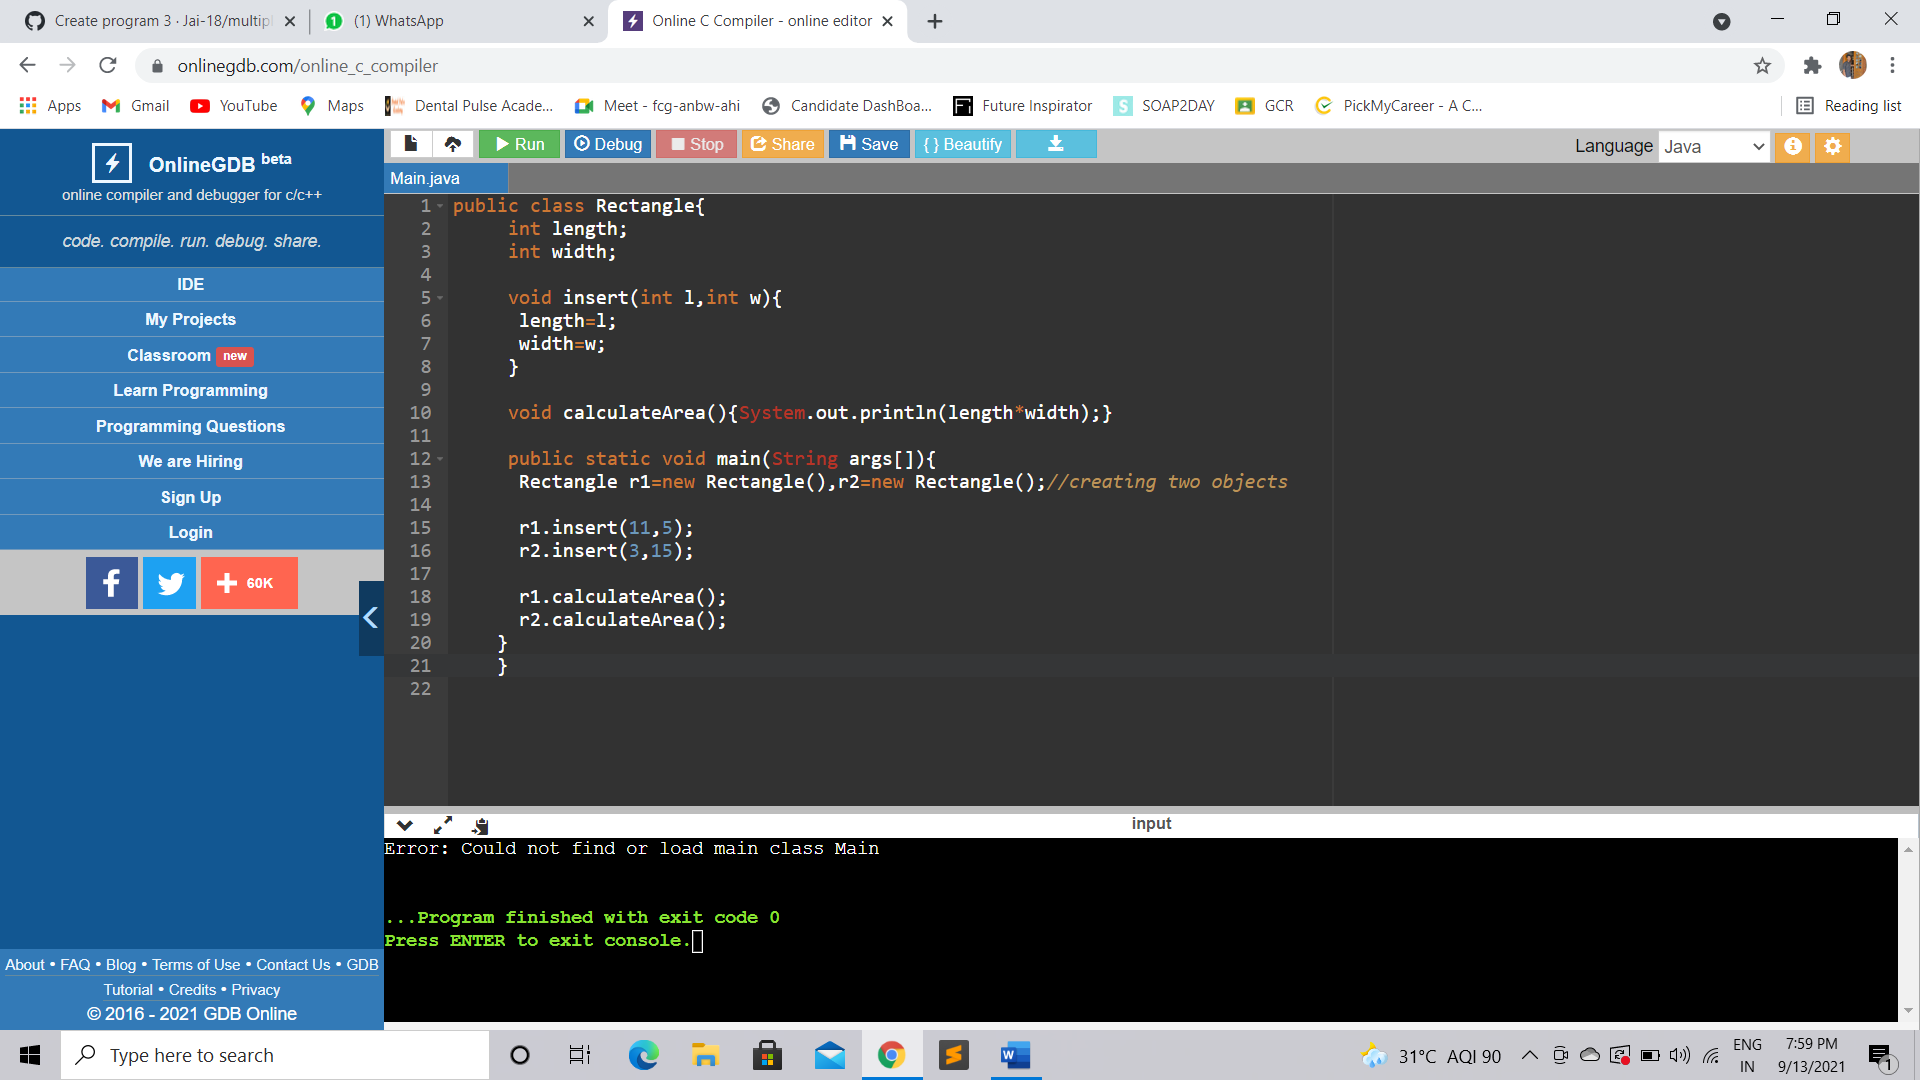 Create program 3 · Jai-18/multipl
(1) WhatsApp
Online C Compiler - online editor
onlinegdb.com/online_c_compiler
Apps
Gmail
YouTube
Maps
Dental Pulse Acade...
Meet - fcg-anbw-ahi
Candidate DashBoa...
Future Inspirator
SOAP2DAY
GCR
PickMyCareer - A C...
Reading list
OnlineGDB beta
online compiler and debugger for c/c++
code. compile. run. debug. share.
IDE
My Projects
Classroom new
Learn Programming
Programming Questions
We are Hiring
Sign Up
Login
60K
About • FAQ • Blog • Terms of Use • Contact Us • GDB
Tutorial • Credits • Privacy
© 2016 - 2021 GDB Online
Run
Debug
Stop
Share
Save
{ } Beautify
Language Java
Main.java
1 public class Rectangle{
2 int length;
3 int width;
4
5 void insert(int l,int w){
6 length=l;
7 width=w;
8 }
9
10 void calculateArea(){System.out.println(length*width);}
11
12 public static void main(String args[]){
13 Rectangle r1=new Rectangle(),r2=new Rectangle();//creating two objects
14
15 r1.insert(11,5);
16 r2.insert(3,15);
17
18 r1.calculateArea();
19 r2.calculateArea();
20 }
21 }
22
input
Error: Could not find or load main class Main
...Program finished with exit code 0
Press ENTER to exit console.
Type here to search
31°C AQI 90
ENG
IN
7:59 PM
9/13/2021
1